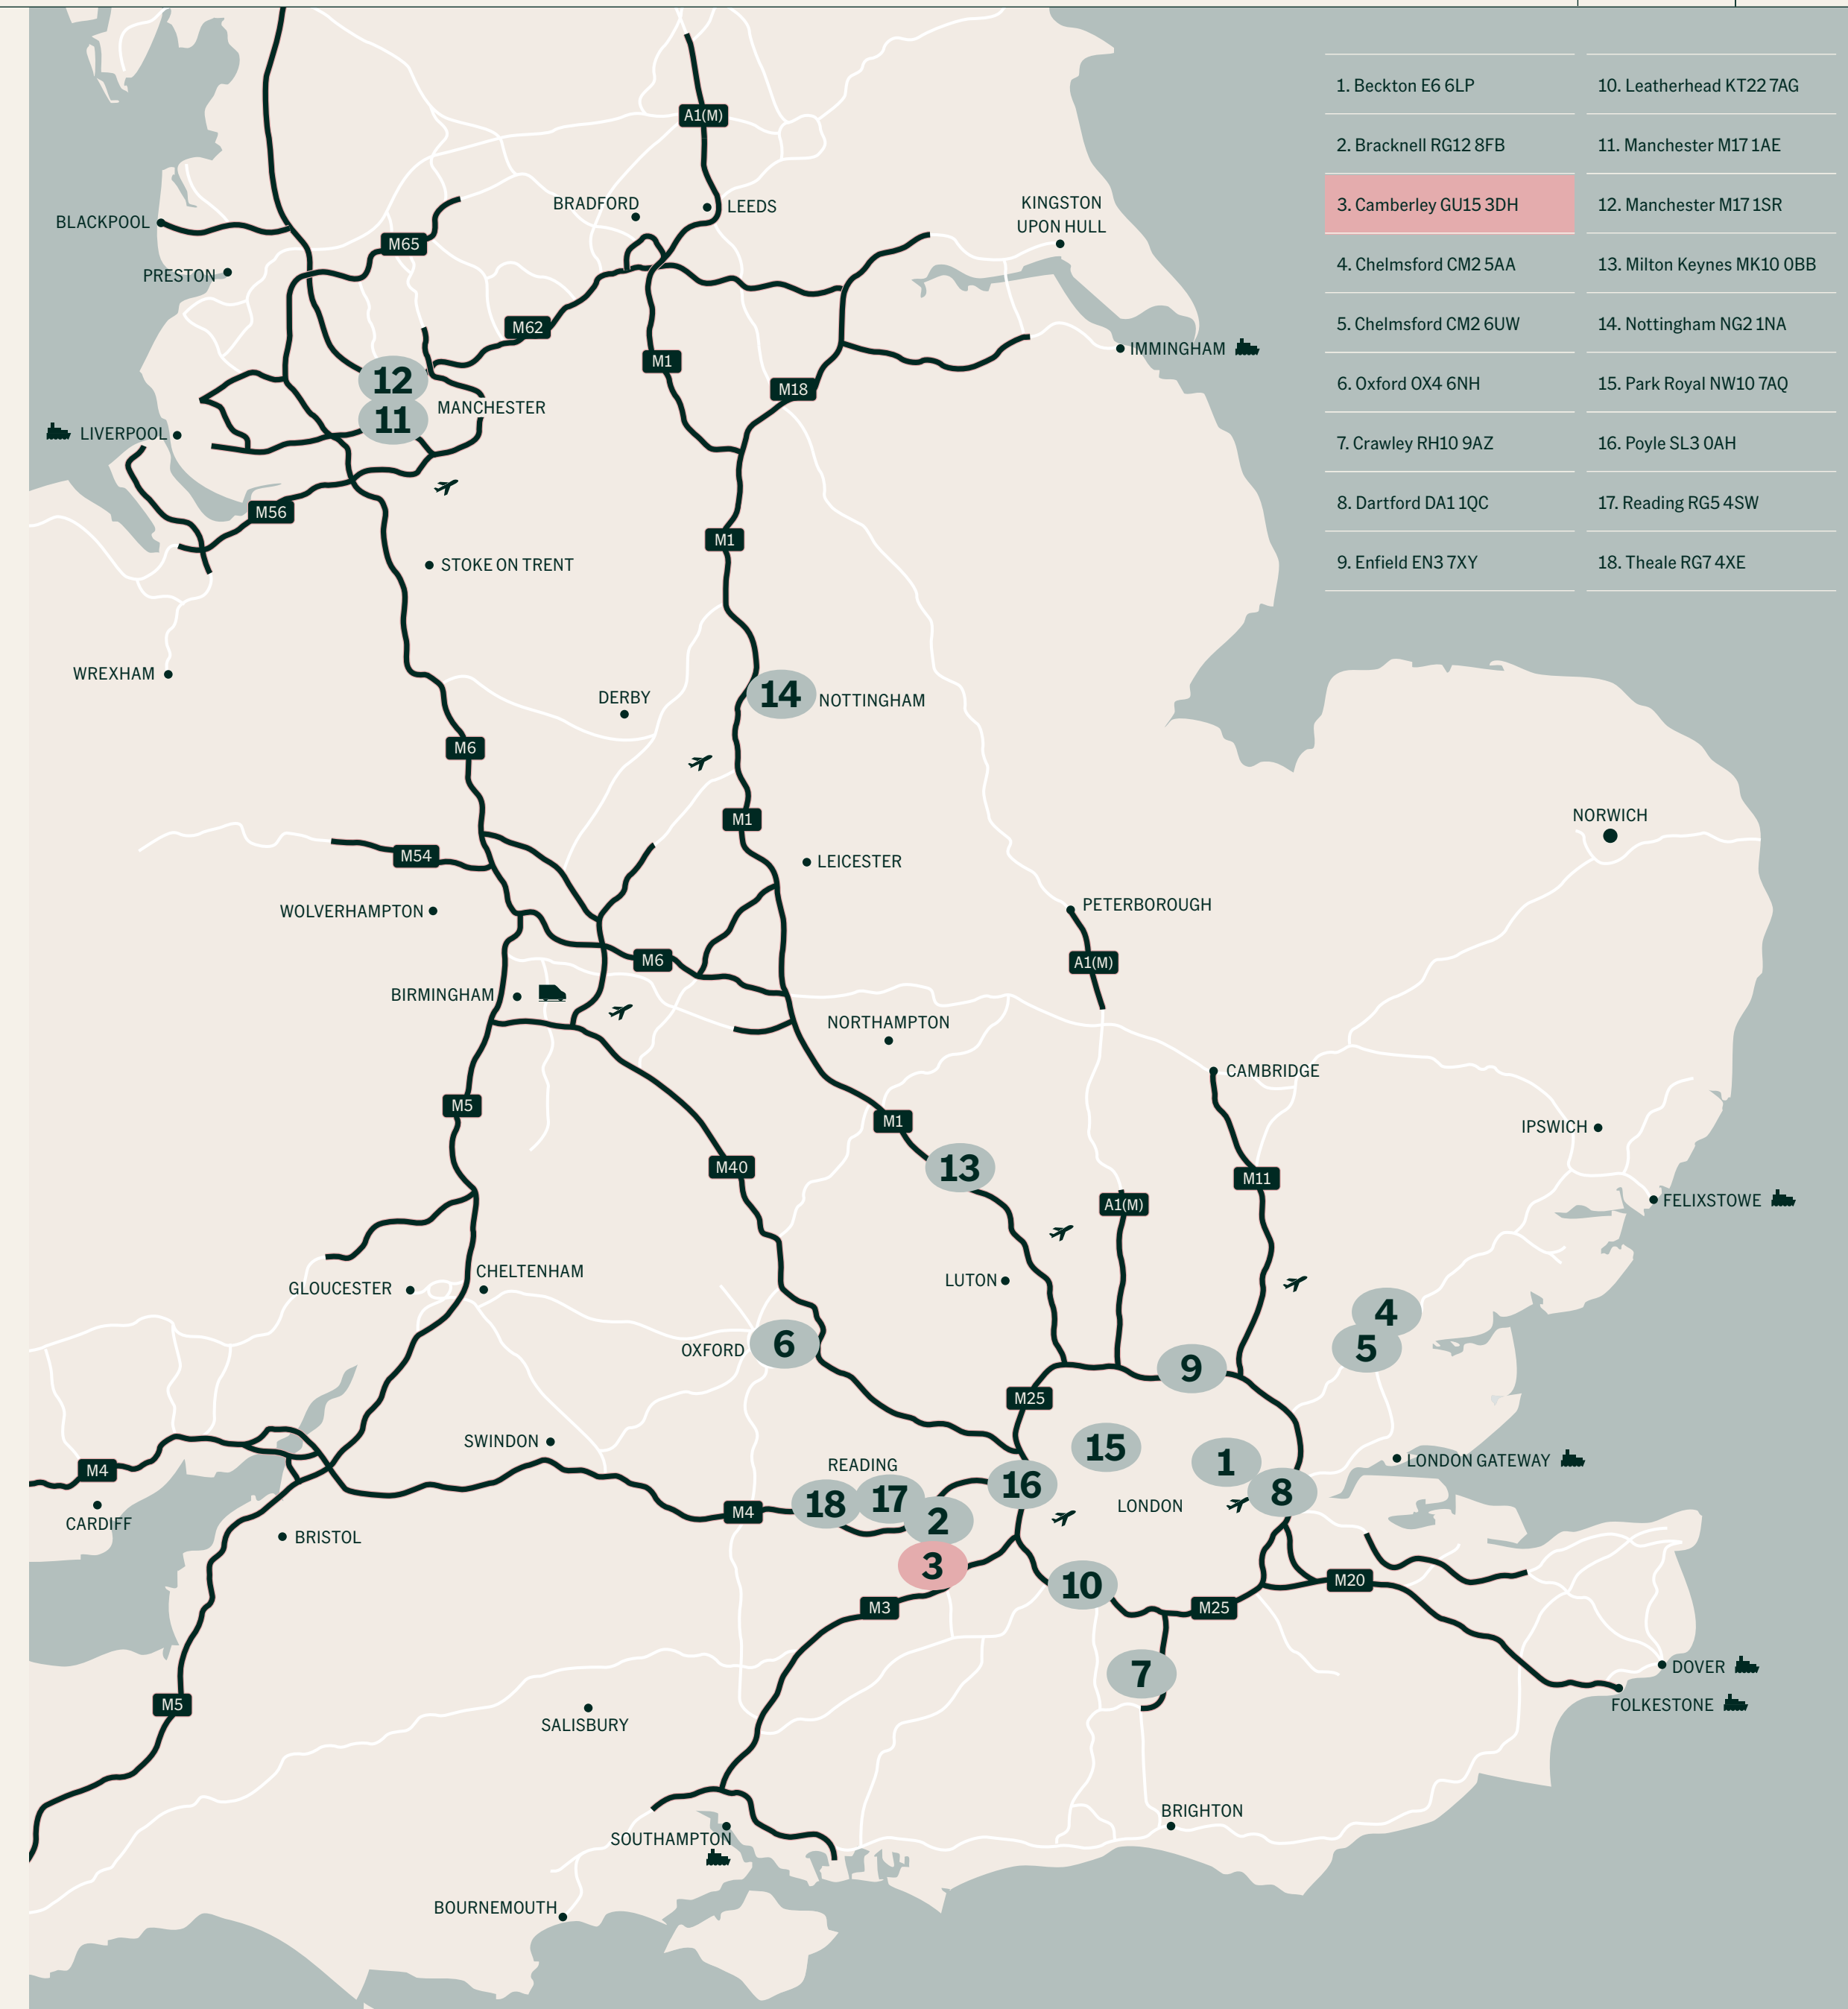 1. Beckton E6 6LP
2. Bracknell RG12 8FB
3. Camberley GU15 3DH
4. Chelmsford CM2 5AA
5. Chelmsford CM2 6UW
6. Oxford OX4 6NH
7. Crawley RH10 9AZ
8. Dartford DA1 1QC
9. Enfield EN3 7XY
10. Leatherhead KT22 7AG
11. Manchester M17 1AE
12. Manchester M17 1SR
13. Milton Keynes MK10 0BB
14. Nottingham NG2 1NA
15. Park Royal NW10 7AQ
16. Poyle SL3 0AH
17. Reading RG5 4SW
18. Theale RG7 4XE
A1(M)
BRADFORD
LEEDS
KINGSTON
UPON HULL
BLACKPOOL
M65
PRESTON
M62
IMMINGHAM
M1
M18
12
MANCHESTER
11
LIVERPOOL
M56
M1
STOKE ON TRENT
WREXHAM
DERBY
14
NOTTINGHAM
M6
NORWICH
M1
M54
LEICESTER
WOLVERHAMPTON
PETERBOROUGH
M6
A1(M)
BIRMINGHAM
NORTHAMPTON
CAMBRIDGE
M5
M1
IPSWICH
M40
13
M11
A1(M)
FELIXSTOWE
CHELTENHAM
GLOUCESTER
LUTON
4
OXFORD
6
5
9
M25
SWINDON
15
READING
1
LONDON GATEWAY
M4
16
8
CARDIFF
M4
18
17
2
LONDON
BRISTOL
3
10
M20
M3
M25
7
DOVER
M5
FOLKESTONE
SALISBURY
BRIGHTON
SOUTHAMPTON
BOURNEMOUTH